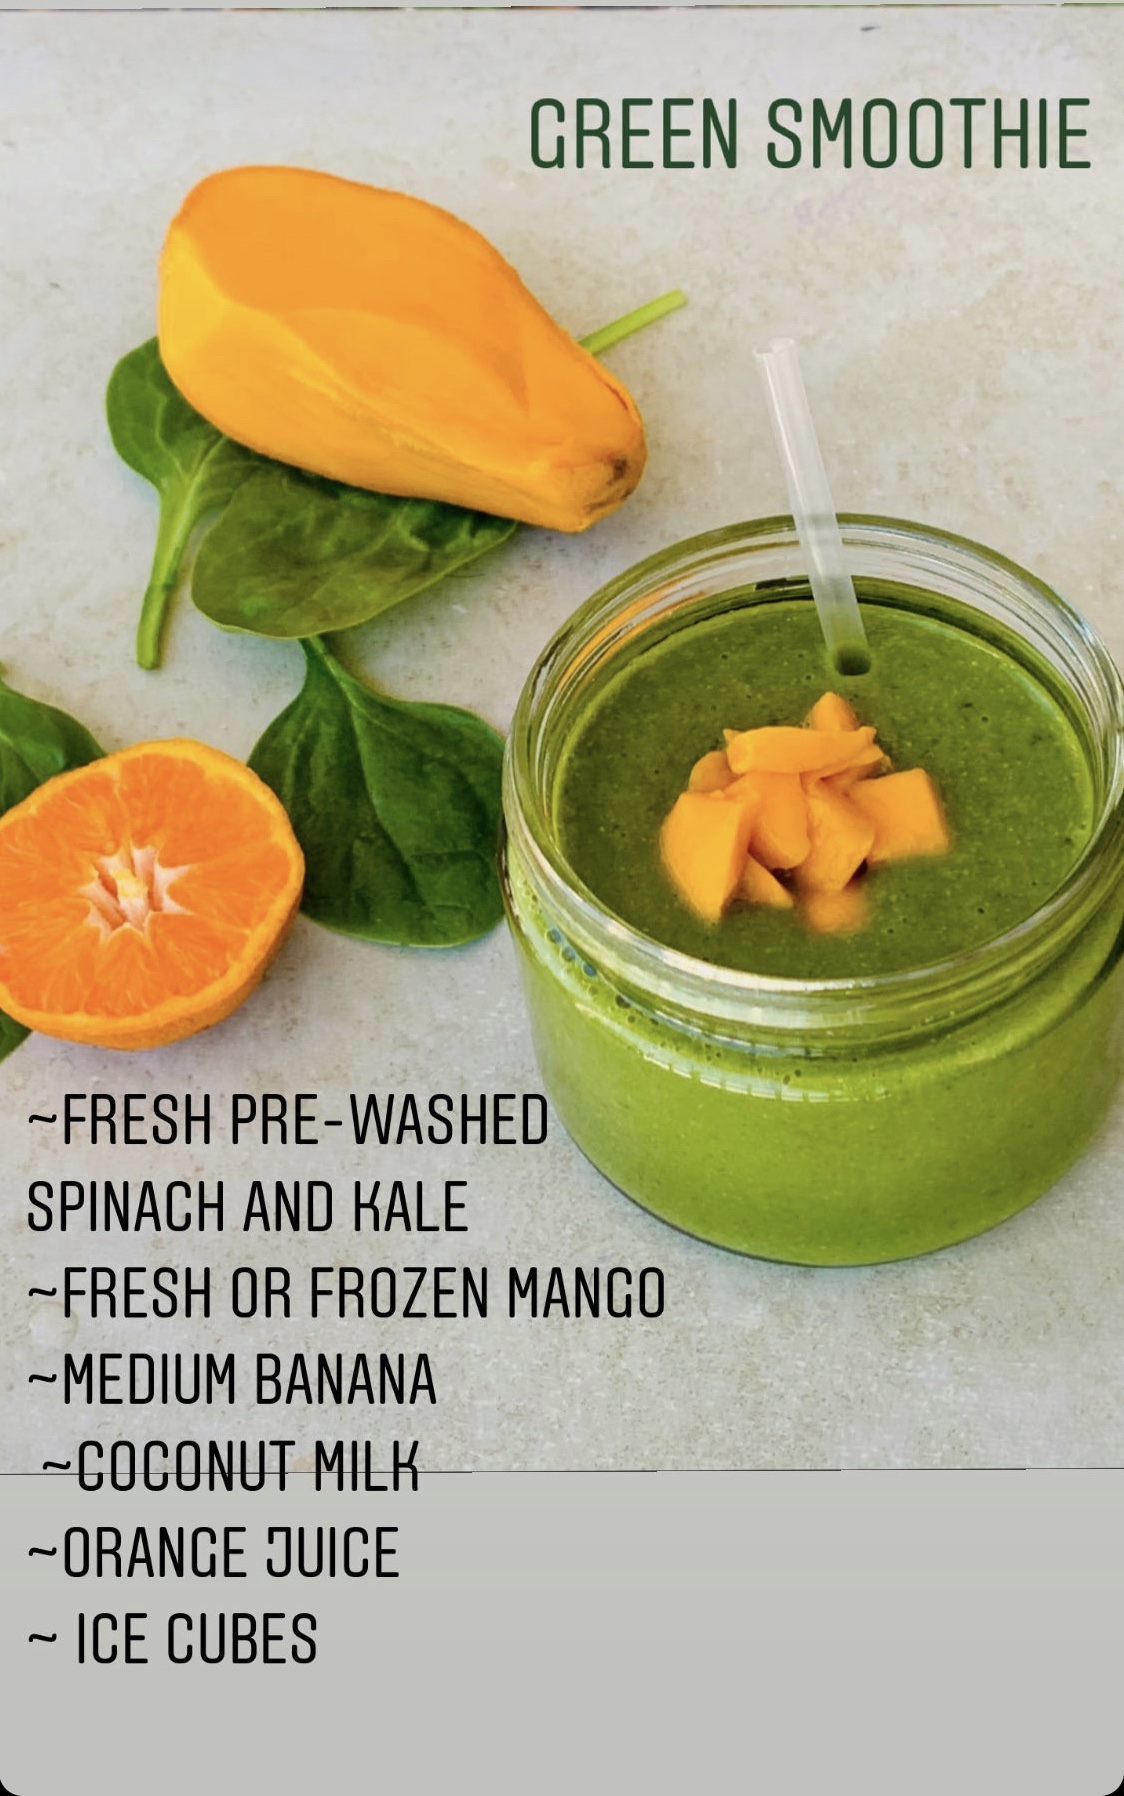 GREEN SMOOTHIE
~FRESH PRE-WASHED
SPINACH AND KALE
~FRESH OR FROZEN MANGO
~MEDIUM BANANA
~COCONUT MILK
~ORANGE JUICE
~ ICE CUBES